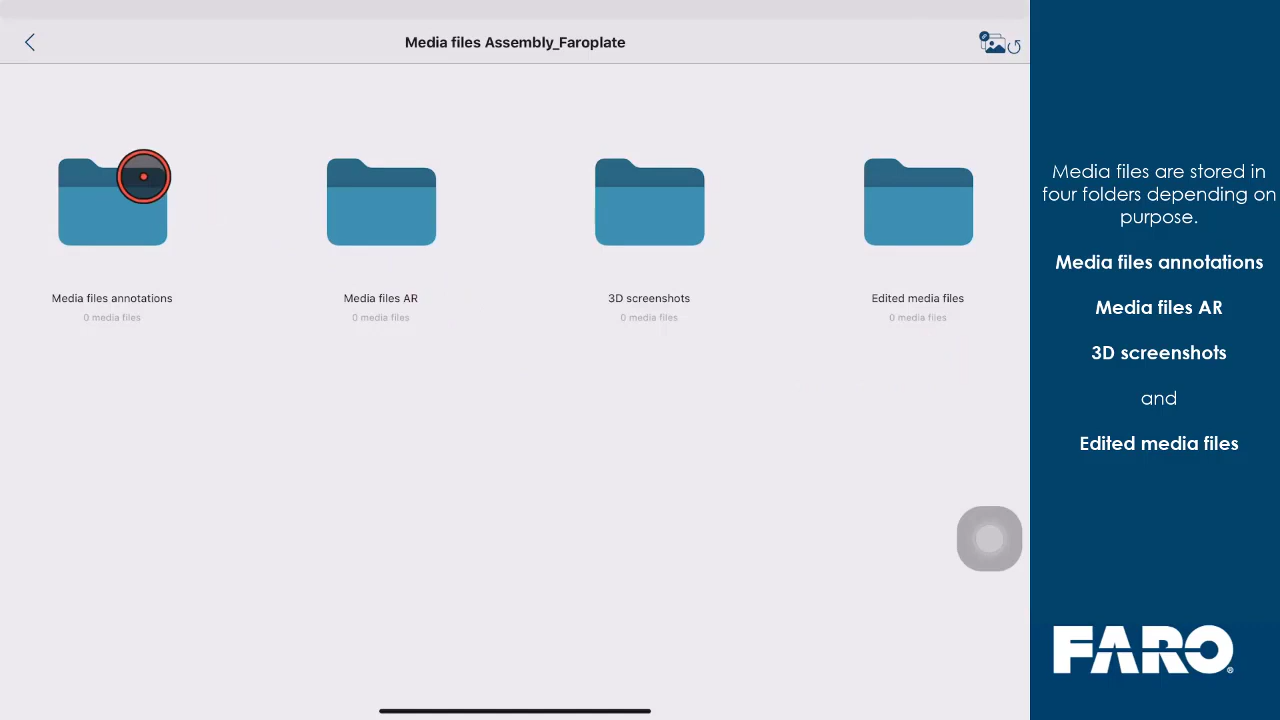 Media files Assembly_Faroplate
Media files annotations
0 media files
Media files AR
0 media files
3D screenshots
0 media files
Edited media files
0 media files
Media files are stored in
four folders depending on
purpose.
Media files annotations
Media files AR
3D screenshots
and
Edited media files
FARO®